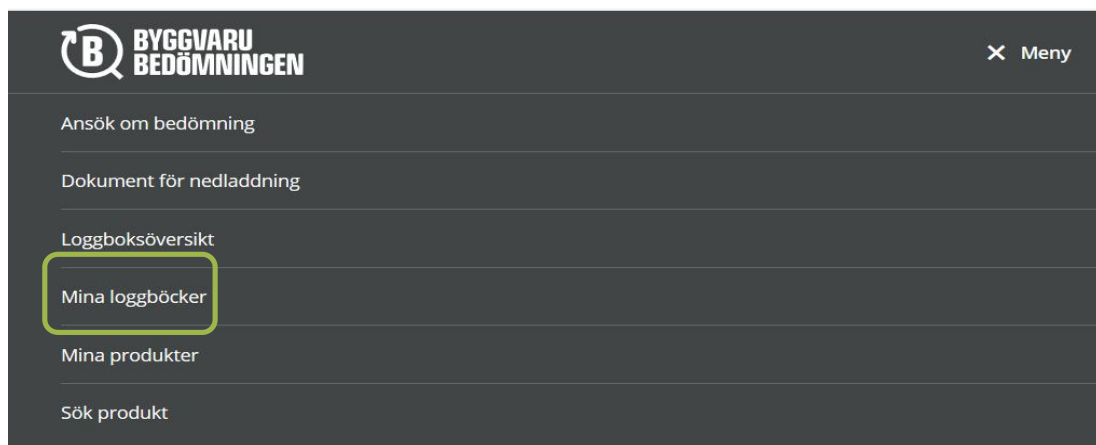 BYGGVARU
BEDÖMNINGEN
Meny
Ansök om bedömning
Dokument för nedladdning
Loggboksöversikt
Mina loggböcker
Mina produkter
Sök produkt